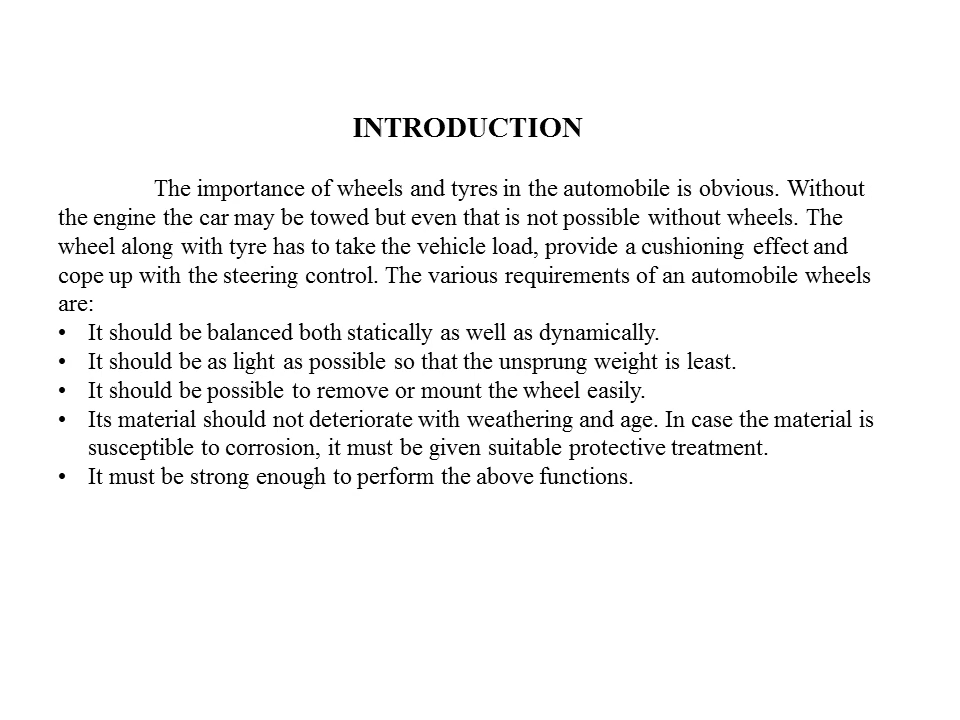 INTRODUCTION
The importance of wheels and tyres in the automobile is obvious. Without
the engine the car may be towed but even that is not possible without wheels. The
wheel along with tyre has to take the vehicle load, provide a cushioning effect and
cope up with the steering control. The various requirements of an automobile wheels
are:
• It should be balanced both statically as well as dynamically.
• It should be as light as possible so that the unsprung weight is least.
• It should be possible to remove or mount the wheel easily.
• Its material should not deteriorate with weathering and age. In case the material is
susceptible to corrosion, it must be given suitable protective treatment.
• It must be strong enough to perform the above functions.